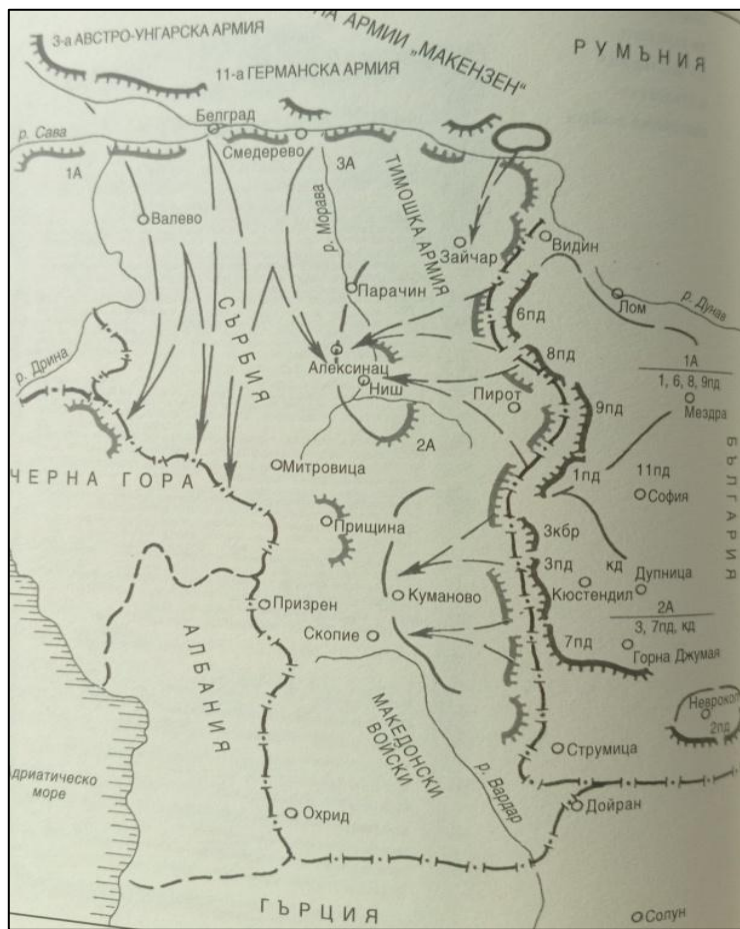 3-а АВСТРО-УНГАРСКА АРМИЯ
НА АРМИИ „МАКЕНЗЕН“
РУМЪНИЯ
11-а ГЕРМАНСКА АРМИЯ
Белград
р. Сава
Смедерево
1А
3А
ТИМОШКА АРМИЯ
Валево
р. Морава
Зайчар
Видин
Парачин
Лом
р. Дунав
6пд
СЪРБИЯ
р. Дрина
Алексинац
8пд
1А
1, 6, 8, 9пд
Ниш
Пирот
9пд
Мездра
2А
Митровица
ЧЕРНА ГОРА
1пд
11пд
София
БЪЛГАРИЯ
Прищина
3кбр
3пд
кд
Дупница
Кюстендил
Призрен
Куманово
2А
3, 7пд, кд
Скопие
7пд
Горна Джумая
АЛБАНИЯ
МАКЕДОНСКИ ВОЙСКИ
Неврокоп
2пд
Струмица
дриатическо
море
р. Вардар
Охрид
Дойран
ГЪРЦИЯ
Солун